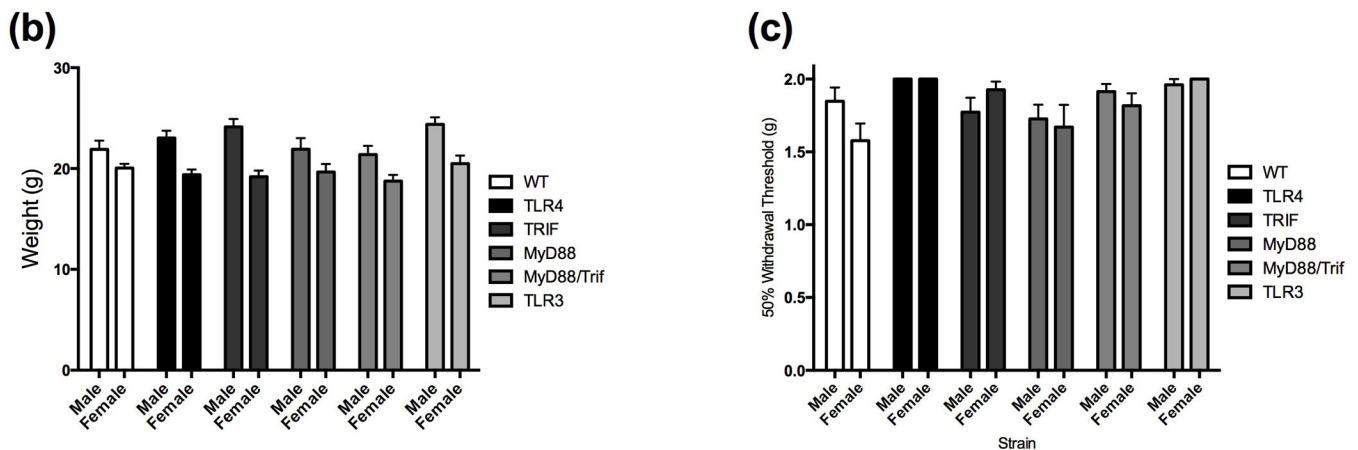 (b)
Weight (g)
30
20
10
0
Male
Female
Male
Female
Male
Female
Male
Female
Male
Female
Male
Female
WT
TLR4
TRIF
MyD88
MyD88/Trif
TLR3
(c)
50% Withdrawal Threshold (g)
2.0
1.5
1.0
0.5
0.0
Male
Female
Male
Female
Male
Female
Male
Female
Male
Female
Male
Female
Strain
WT
TLR4
TRIF
MyD88
MyD88/Trif
TLR3